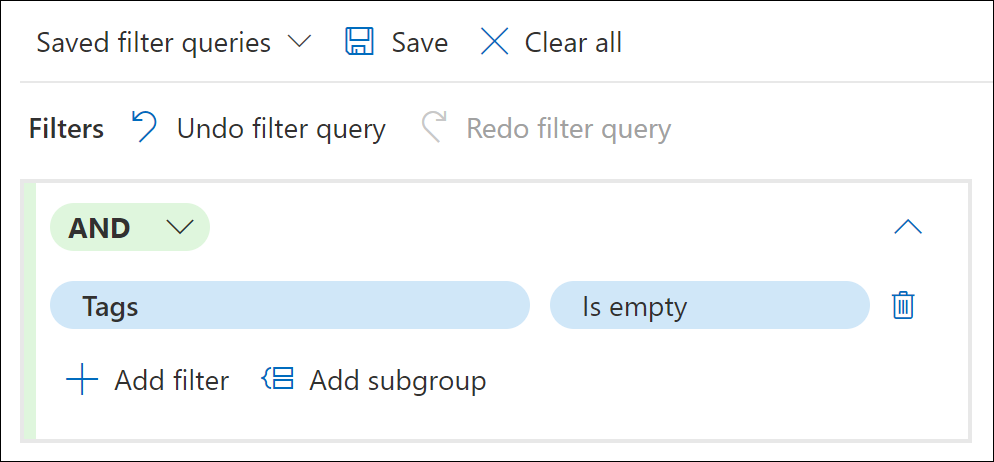 Saved filter queries Save Clear all
Filters Undo filter query Redo filter query
AND
Tags Is empty
Add filter Add subgroup